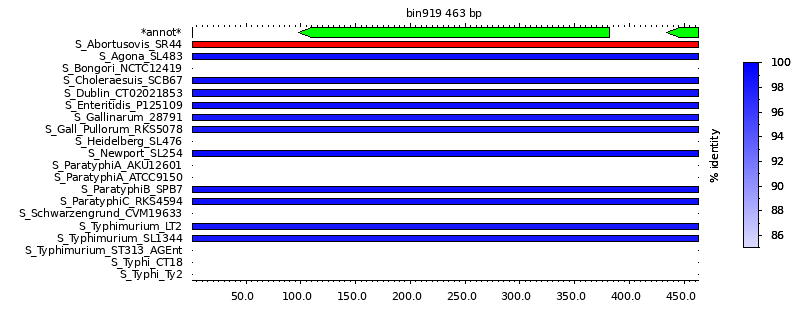 bin919 463 bp
*annot*
S_Abortusovis_SR44
S_Agona_SL483
S_Bongori_NCTC12419
S_Choleraesuis_SCB67
S_Dublin_CT02021853
S_Enteritidis_P125109
S_Gallinarum_28791
S_Gall_Pullorum_RKS5078
S_Heidelberg_SL476
S_Newport_SL254
S_ParatyphiA_AKU12601
S_ParatyphiA_ATCC9150
S_ParatyphiB_SPB7
S_ParatyphiC_RKS4594
S_Schwarzengrund_CVM19633
S_Typhimurium_LT2
S_Typhimurium_SL1344
S_Typhimurium_ST313_AGEnt
S_Typhi_CT18
S_Typhi_Ty2
50.0 100.0 150.0 200.0 250.0 300.0 350.0 400.0 450.0
% identity
100
98
96
94
92
90
88
86